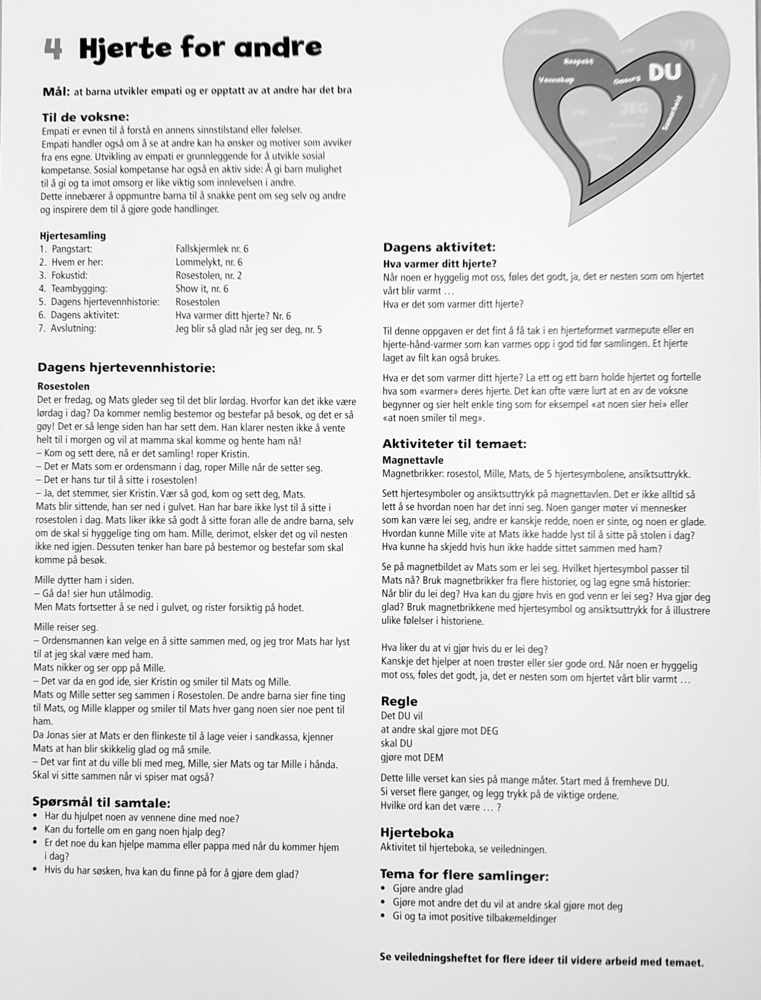 4 Hjerte for andre
Mål: at barna utvikler empati og er opptatt av at andre har det bra
Til de voksne:
Empati er evnen til å forstå en annens sinnstilstand eller følelser.
Empati handler også om å se at andre kan ha ønsker og motiver som avviker
fra ens egne. Utvikling av empati er grunnleggende for å utvikle sosial
kompetanse. Sosial kompetanse har også en aktiv side: Å gi barn mulighet
til å gi og ta imot omsorg er like viktig som innlevelsen i andre.
Dette innebærer å oppmuntre barna til å snakke pent om seg selv og andre
og inspirere dem til å gjøre gode handlinger.
Hjertesamling
1. Pangstart: Fallskjermlek nr. 6
2. Hvem er her: Lommelykt, nr. 6
3. Fokustid: Rosestolen, nr. 2
4. Teambygging: Show it, nr. 6
5. Dagens hjertevennhistorie: Rosestolen
6. Dagens aktivitet: Hva varmer ditt hjerte? Nr. 6
7. Avslutning: Jeg blir så glad når jeg ser deg, nr. 5
Dagens hjertevennhistorie:
Rosestolen
Det er fredag, og Mats gleder seg til det blir lørdag. Hvorfor kan det ikke være
lørdag i dag? Da kommer nemlig bestemor og bestefar på besøk, og det er så
gøy! Det er så lenge siden han har sett dem. Han klarer nesten ikke å vente
helt til i morgen og vil at mamma skal komme og hente ham nå!
– Kom og sett dere, nå er det samling! roper Kristin.
– Det er Mats som er ordensmann i dag, roper Mille når de setter seg.
– Det er hans tur til å sitte i rosestolen!
– Ja, det stemmer, sier Kristin. Vær så god, kom og sett deg, Mats.
Mats blir sittende, han ser ned i gulvet. Han har bare ikke lyst til å sitte i
rosestolen i dag. Mats liker ikke så godt å sitte foran alle de andre barna, selv
om de skal si hyggelige ting om ham. Mille, derimot, elsker det og vil nesten
ikke ned igjen. Dessuten tenker han bare på bestemor og bestefar som skal
komme på besøk.
Mille dytter ham i siden.
– Gå da! sier hun utålmodig.
Men Mats fortsetter å se ned i gulvet, og rister forsiktig på hodet.
Mille reiser seg.
– Ordensmannen kan velge en å sitte sammen med, og jeg tror Mats har lyst
til at jeg skal være med ham.
Mats nikker og ser opp på Mille.
– Det var da en god ide, sier Kristin og smiler til Mats og Mille.
Mats og Mille setter seg sammen i Rosestolen. De andre barna sier fine ting
til Mats, og Mille klapper og smiler til Mats hver gang noen sier noe pent til
ham.
Da Jonas sier at Mats er den flinkeste til å lage veier i sandkassa, kjenner
Mats at han blir skikkelig glad og må smile.
– Det var fint at du ville bli med meg, Mille, sier Mats og tar Mille i hånda.
Skal vi sitte sammen når vi spiser mat også?
Spørsmål til samtale:
• Har du hjulpet noen av vennene dine med noe?
• Kan du fortelle om en gang noen hjalp deg?
• Er det noe du kan hjelpe mamma eller pappa med når du kommer hjem
i dag?
• Hvis du har søsken, hva kan du finne på for å gjøre dem glad?
VI
Respekt
Vennskap
Omsorg
DU
Samarbeid
JEG
Dagens aktivitet:
Hva varmer ditt hjerte?
Når noen er hyggelig mot oss, føles det godt, ja, det er nesten som om hjertet
vårt blir varmt …
Hva er det som varmer ditt hjerte?
Til denne oppgaven er det fint å få tak i en hjerteformet varmepute eller en
hjerte-hånd-varmer som kan varmes opp i god tid før samlingen. Et hjerte
laget av filt kan også brukes.
Hva er det som varmer ditt hjerte? La ett og ett barn holde hjertet og fortelle
hva som «varmer» deres hjerte. Det kan ofte være lurt at en av de voksne
begynner og sier helt enkle ting som for eksempel «at noen sier hei» eller
«at noen smiler til meg».
Aktiviteter til temaet:
Magnettavle
Magnetbrikker: rosestol, Mille, Mats, de 5 hjertesymbolene, ansiktsuttrykk.
Sett hjertesymboler og ansiktsuttrykk på magnettavlen. Det er ikke alltid så
lett å se hvordan noen har det inni seg. Noen ganger møter vi mennesker
som kan være lei seg, andre er kanskje redde, noen er sinte, og noen er glade.
Hvordan kunne Mille vite at Mats ikke hadde lyst til å sitte på stolen i dag?
Hva kunne ha skjedd hvis hun ikke hadde sittet sammen med ham?
Se på magnetbildet av Mats som er lei seg. Hvilket hjertesymbol passer til
Mats nå? Bruk magnetbrikker fra flere historier, og lag egne små historier:
Når blir du lei deg? Hva kan du gjøre hvis en god venn er lei seg? Hva gjør deg
glad? Bruk magnetbrikkene med hjertesymbol og ansiktsuttrykk for å illustrere
ulike følelser i historiene.
Hva liker du at vi gjør hvis du er lei deg?
Kanskje det hjelper at noen trøster eller sier gode ord. Når noen er hyggelig
mot oss, føles det godt, ja, det er nesten som om hjertet vårt blir varmt …
Regle
Det DU vil
at andre skal gjøre mot DEG
skal DU
gjøre mot DEM
Dette lille verset kan sies på mange måter. Start med å fremheve DU.
Si verset flere ganger, og legg trykk på de viktige ordene.
Hvilke ord kan det være … ?
Hjerteboka
Aktivitet til hjerteboka, se veiledningen.
Tema for flere samlinger:
• Gjøre andre glad
• Gjøre mot andre det du vil at andre skal gjøre mot deg
• Gi og ta imot positive tilbakemeldinger
Se veiledningsheftet for flere ideer til videre arbeid med temaet.